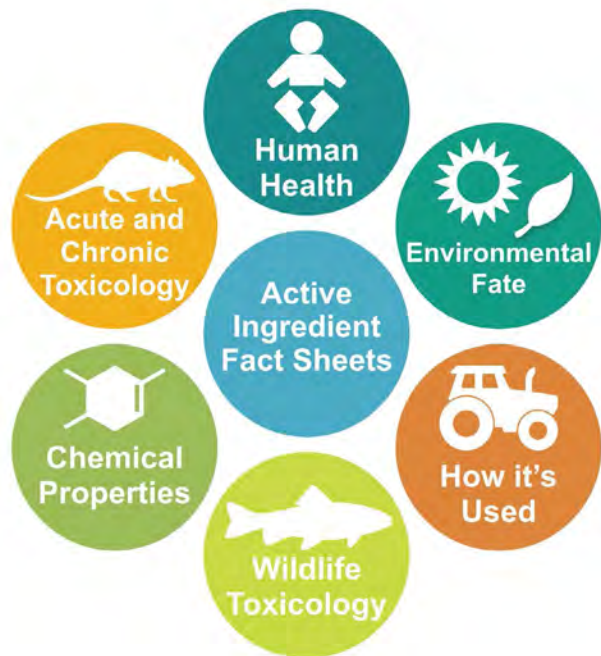 Human
Health
Acute and
Chronic
Toxicology
Environmental
Fate
Active
Ingredient
Fact Sheets
Chemical
Properties
How it's
Used
Wildlife
Toxicology